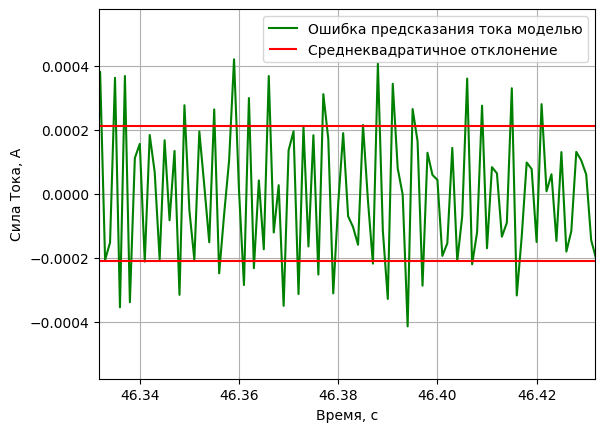 Ошибка предсказания тока моделью
Среднеквадратичное отклонение
Сила Тока, А
0.0004
0.0002
0.0000
−0.0002
−0.0004
46.34 46.36 46.38 46.40 46.42
Время, с